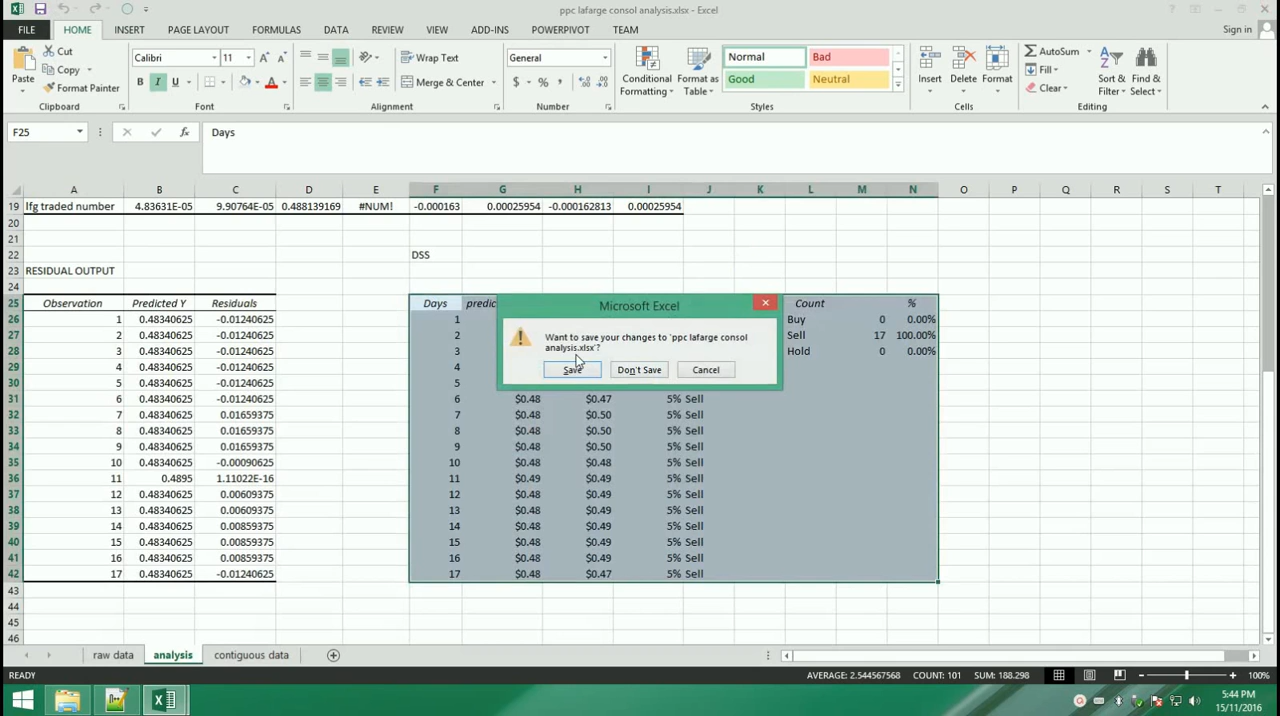 ppc lafarge consol analysis.xlsx - Excel
FILE HOME INSERT PAGE LAYOUT FORMULAS DATA REVIEW VIEW ADD-INS POWERPIVOT TEAM Sign in
Paste
Cut
Copy
Format Painter
Clipboard
Calibri 11
B I U
Font
Wrap Text
Merge & Center
Alignment
General
$ % ,
Number
Conditional Formatting
Format as Table
Normal Bad
Good Neutral
Styles
Insert Delete Format
Cells
AutoSum
Fill
Clear
Sort & Filter
Find & Select
Editing
F25 fx Days
A B C D E F G H I J K L M N O P Q R S T
19 lfg traded number 4.83631E-05 9.90764E-05 0.488139169 #NUM! -0.000163 0.00025954 -0.000162813 0.00025954
20
21
22 DSS
23 RESIDUAL OUTPUT
24
25 Observation Predicted Y Residuals Days predic Count %
26 1 0.48340625 -0.01240625 1 Buy 0 0.00%
27 2 0.48340625 -0.01240625 2 Sell 17 100.00%
28 3 0.48340625 -0.01240625 3 Hold 0 0.00%
29 4 0.48340625 -0.01240625 4
30 5 0.48340625 -0.01240625 5
31 6 0.48340625 -0.01240625 6 $0.48 $0.47 5% Sell
32 7 0.48340625 0.01659375 7 $0.48 $0.50 5% Sell
33 8 0.48340625 0.01659375 8 $0.48 $0.50 5% Sell
34 9 0.48340625 0.01659375 9 $0.48 $0.50 5% Sell
35 10 0.48340625 -0.00090625 10 $0.48 $0.48 5% Sell
36 11 0.4895 1.11022E-16 11 $0.49 $0.49 5% Sell
37 12 0.48340625 0.00609375 12 $0.48 $0.49 5% Sell
38 13 0.48340625 0.00609375 13 $0.48 $0.49 5% Sell
39 14 0.48340625 0.00859375 14 $0.48 $0.49 5% Sell
40 15 0.48340625 0.00859375 15 $0.48 $0.49 5% Sell
41 16 0.48340625 0.00859375 16 $0.48 $0.49 5% Sell
42 17 0.48340625 -0.01240625 17 $0.48 $0.47 5% Sell
43
44
45
46
Microsoft Excel
Want to save your changes to 'ppc lafarge consol
analysis.xlsx'?
Save Don't Save Cancel
raw data analysis contiguous data
READY AVERAGE: 2.544567568 COUNT: 101 SUM: 188.298 100%
5:44 PM
15/11/2016